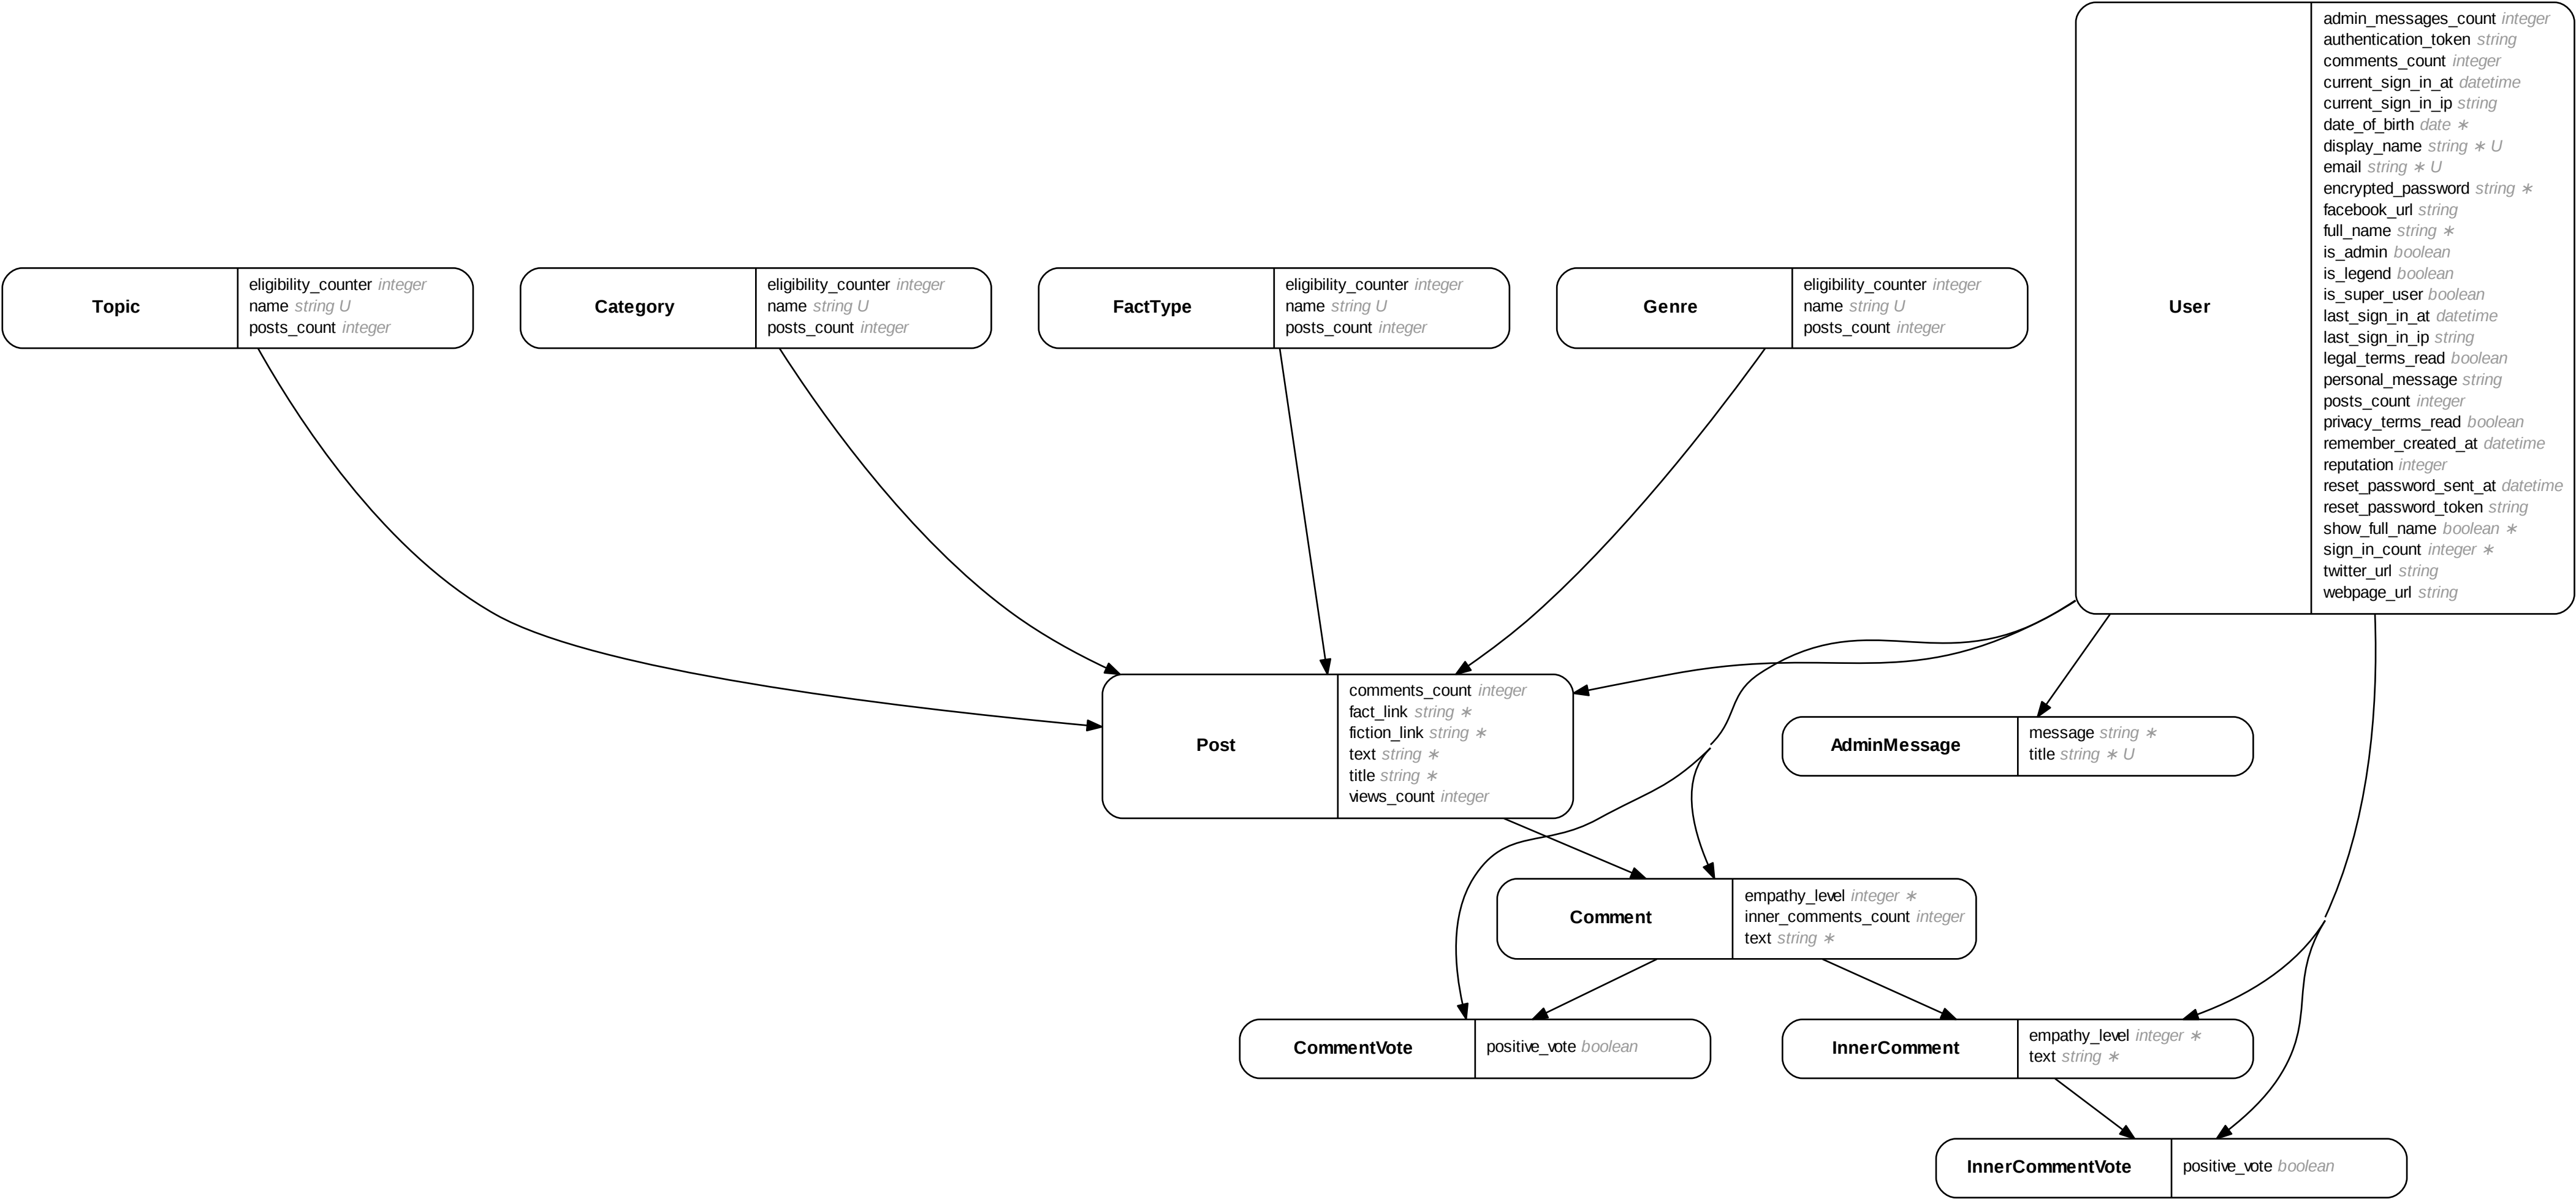 Topic
eligibility_counter integer
name string U
posts_count integer
Category
eligibility_counter integer
name string U
posts_count integer
FactType
eligibility_counter integer
name string U
posts_count integer
Genre
eligibility_counter integer
name string U
posts_count integer
User
admin_messages_count integer
authentication_token string
comments_count integer
current_sign_in_at datetime
current_sign_in_ip string
date_of_birth date ∗
display_name string ∗ U
email string ∗ U
encrypted_password string ∗
facebook_url string
full_name string ∗
is_admin boolean
is_legend boolean
is_super_user boolean
last_sign_in_at datetime
last_sign_in_ip string
legal_terms_read boolean
personal_message string
posts_count integer
privacy_terms_read boolean
remember_created_at datetime
reputation integer
reset_password_sent_at datetime
reset_password_token string
show_full_name boolean ∗
sign_in_count integer ∗
twitter_url string
webpage_url string
Post
comments_count integer
fact_link string ∗
fiction_link string ∗
text string ∗
title string ∗
views_count integer
AdminMessage
message string ∗
title string ∗ U
Comment
empathy_level integer ∗
inner_comments_count integer
text string ∗
CommentVote
positive_vote boolean
InnerComment
empathy_level integer ∗
text string ∗
InnerCommentVote
positive_vote boolean